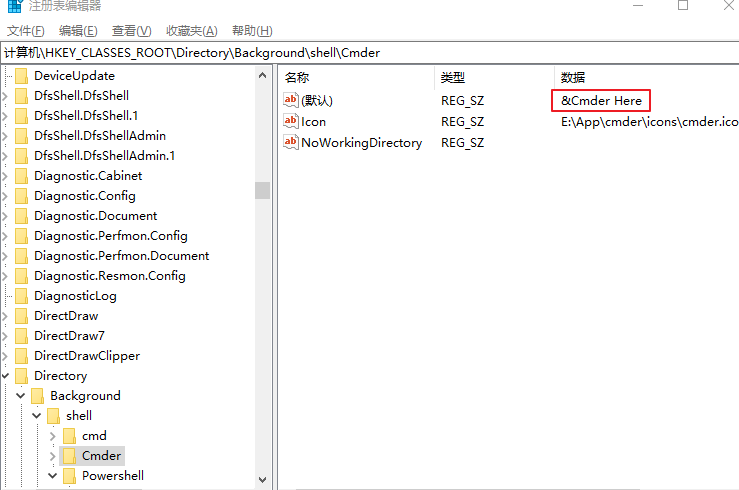 注册表编辑器
文件(F) 编辑(E) 查看(V) 收藏夹(A) 帮助(H)
计算机\HKEY_CLASSES_ROOT\Directory\Background\shell\Cmder
DeviceUpdate
DfsShell.DfsShell
DfsShell.DfsShell.1
DfsShell.DfsShellAdmin
DfsShell.DfsShellAdmin.1
Diagnostic.Cabinet
Diagnostic.Config
Diagnostic.Document
Diagnostic.Perfmon.Config
Diagnostic.Perfmon.Document
Diagnostic.Resmon.Config
DiagnosticLog
DirectDraw
DirectDraw7
DirectDrawClipper
Directory
Background
shell
cmd
Cmder
Powershell
名称 类型 数据
ab (默认) REG_SZ &Cmder Here
ab Icon REG_SZ E:\App\cmder\icons\cmder.ico
ab NoWorkingDirectory REG_SZ